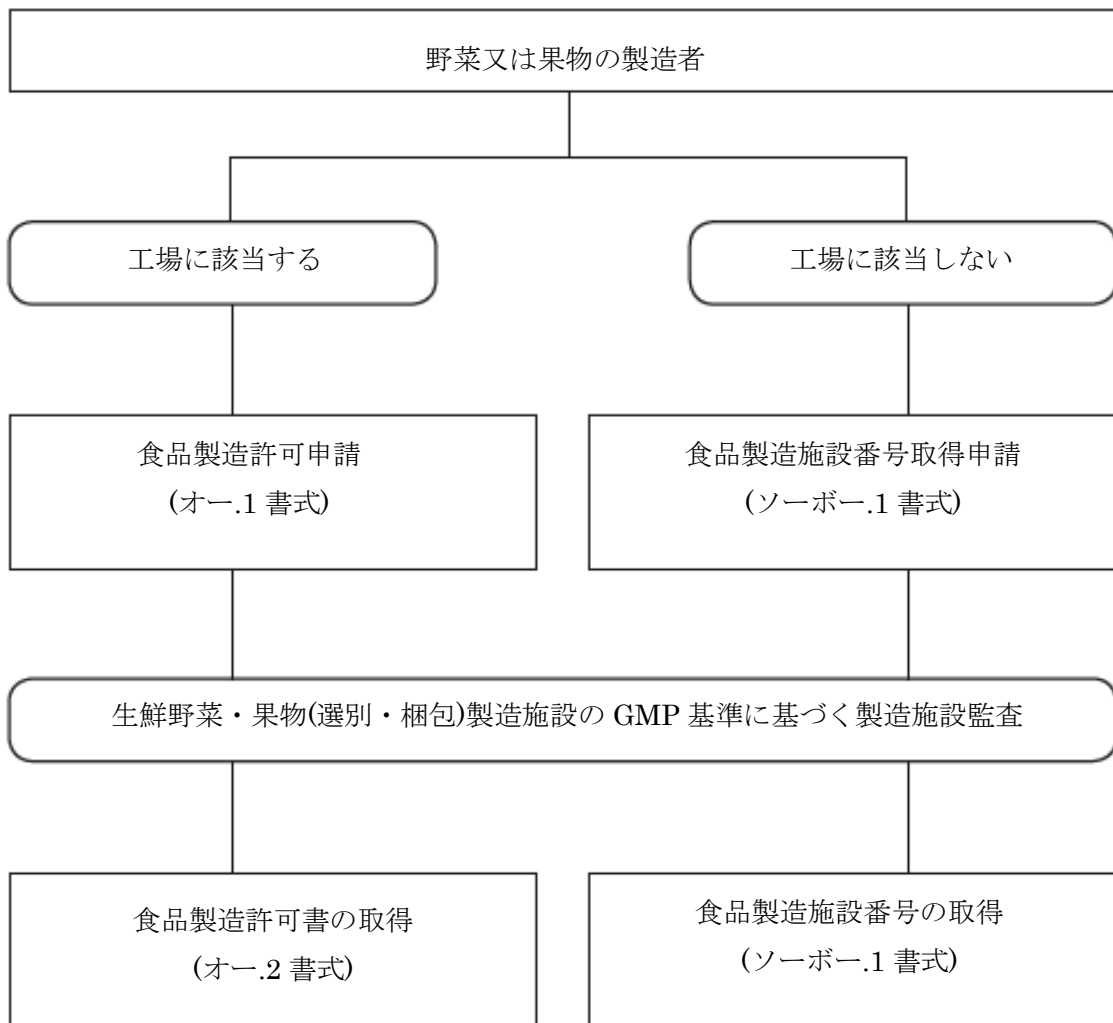 野菜又は果物の製造者
工場に該当する
工場に該当しない
食品製造許可申請
(オー.1 書式)
食品製造施設番号取得申請
(ソーボー.1 書式)
生鮮野菜・果物(選別・梱包)製造施設の GMP 基準に基づく製造施設監査
食品製造許可書の取得
(オー.2 書式)
食品製造施設番号の取得
(ソーボー.1 書式)